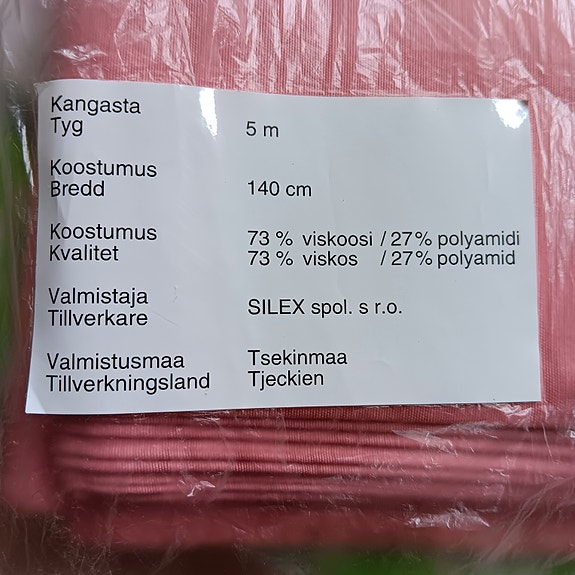 Kangasta
Tyg 5 m
Koostumus
Bredd 140 cm
Koostumus 73 % viskoosi / 27% polyamidi
Kvalitet 73 % viskos / 27% polyamid
Valmistaja
Tillverkare SILEX spol. s r.o.
Valmistusmaa Tsekinmaa
Tillverkningsland Tjeckien